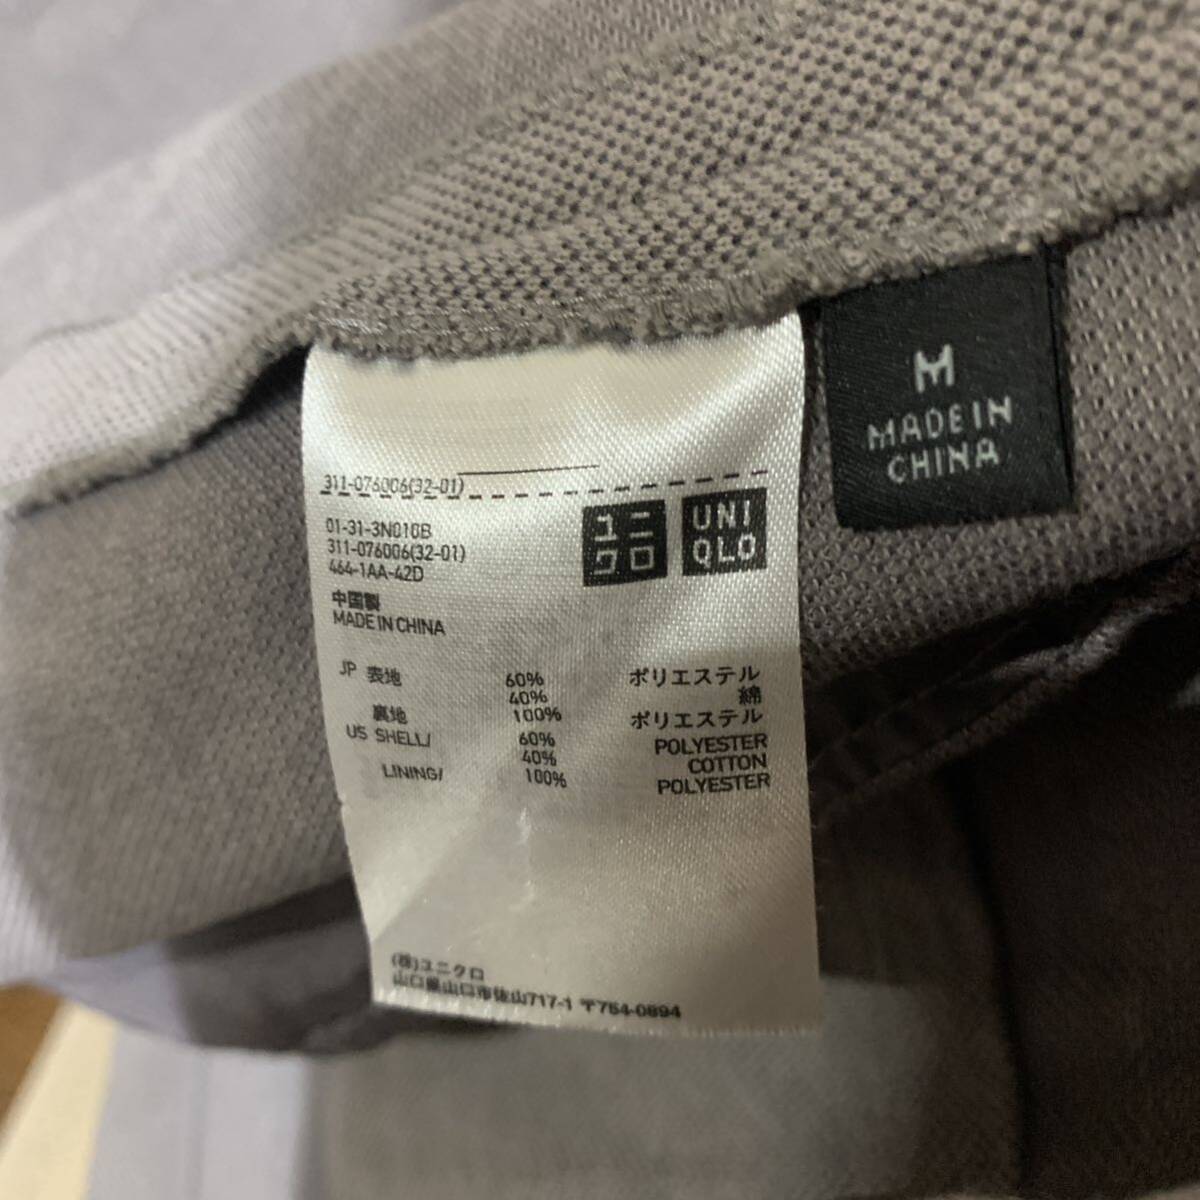 311-076006(32-01)
01-31-3N010B
311-076006(32-01)
464-1AA-42D
中国製
MADE IN CHINA
ユニ
クロ
UNI
QLO
M
MADE IN
CHINA
JP 表地 60% ポリエステル
40% 綿
裏地 100% ポリエステル
US SHELL/ 60% POLYESTER
40% COTTON
LINING/ 100% POLYESTER
(株)ユニクロ
山口県山口市佐山717-1 〒754-0894